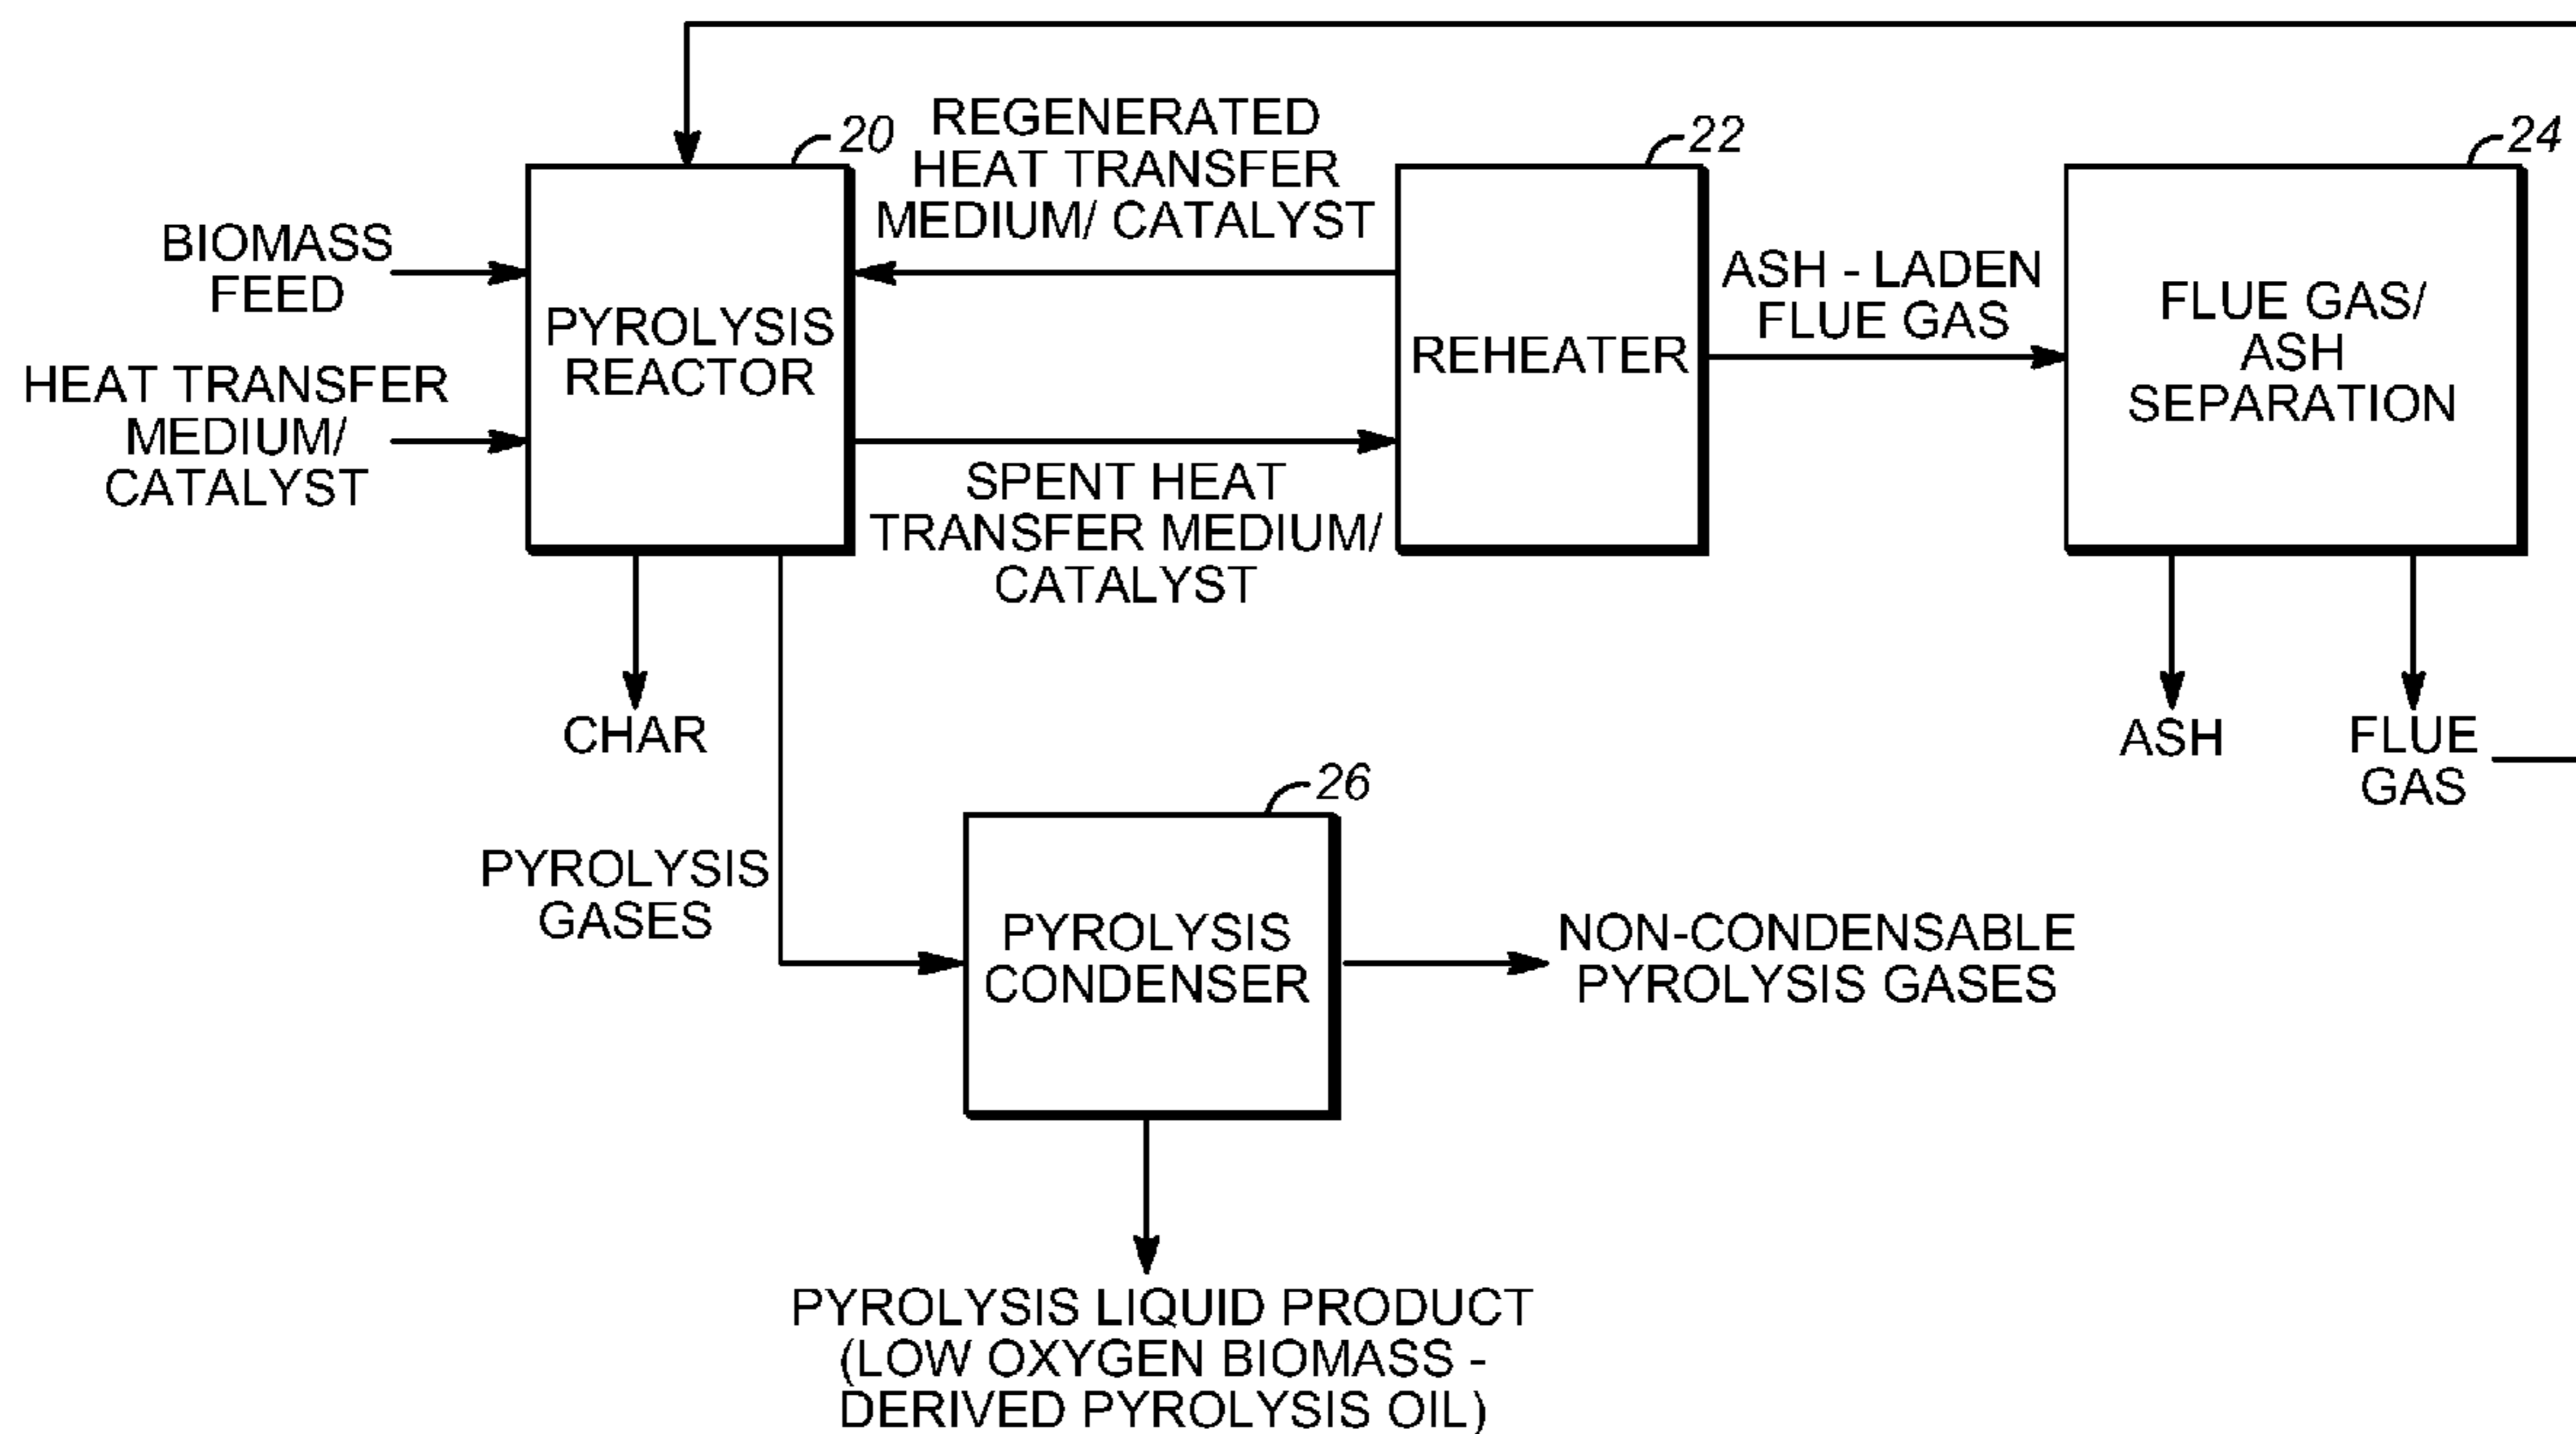 20
REGENERATED
HEAT TRANSFER
MEDIUM/ CATALYST
22
24
BIOMASS
FEED
HEAT TRANSFER
MEDIUM/
CATALYST
PYROLYSIS
REACTOR
SPENT HEAT
TRANSFER MEDIUM/
CATALYST
REHEATER
ASH - LADEN
FLUE GAS
FLUE GAS/
ASH
SEPARATION
CHAR
ASH
FLUE
GAS
PYROLYSIS
GASES
26
PYROLYSIS
CONDENSER
NON-CONDENSABLE
PYROLYSIS GASES
PYROLYSIS LIQUID PRODUCT
(LOW OXYGEN BIOMASS -
DERIVED PYROLYSIS OIL)